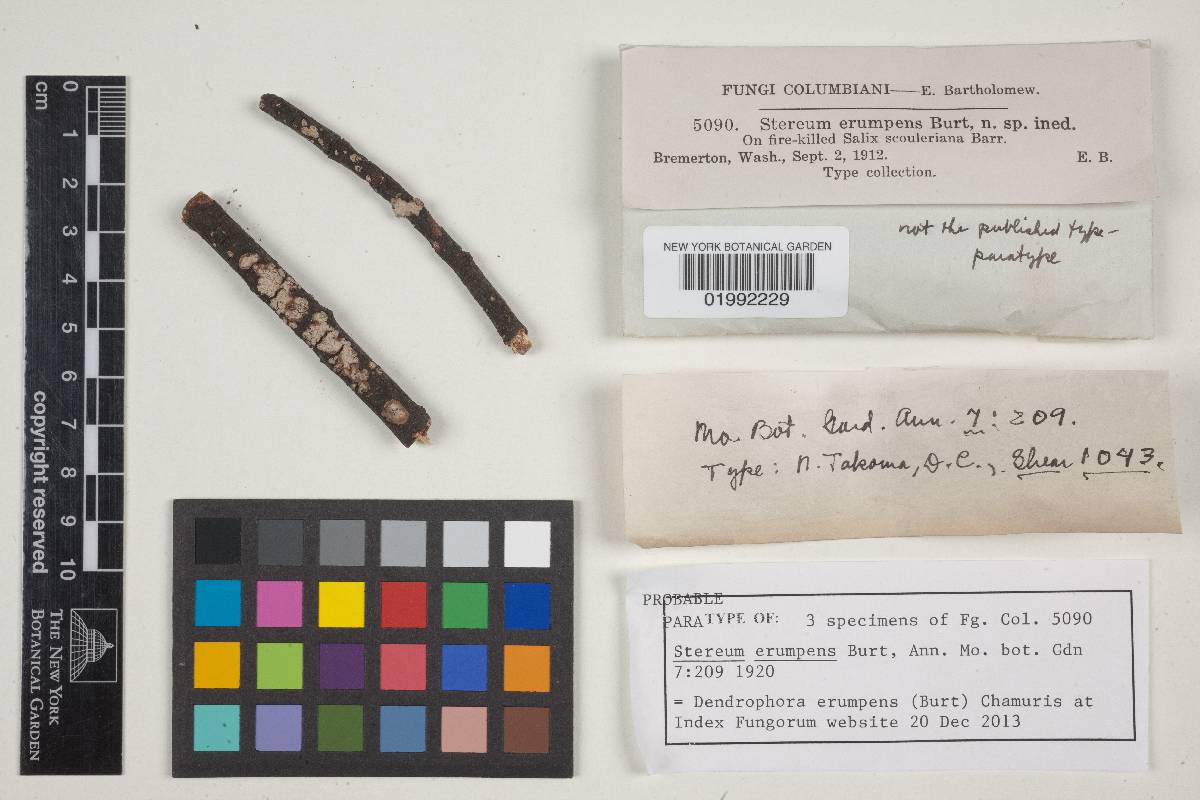 cm
0
1
2
3
4
5
6
7
8
9
10
copyright reserved
THE NEW YORK
BOTANICAL GARDEN
FUNGI COLUMBIANI—E. Bartholomew.
5090. Stereum erumpens Burt, n. sp. ined.
On fire-killed Salix scouleriana Barr.
Bremerton, Wash., Sept. 2, 1912. E. B.
Type collection.
not the published type-
paratype
NEW YORK BOTANICAL GARDEN
01992229
Mo. Bot. Gard. Ann. 7: 209.
Type: N. Takoma, D.C., Shear 1043.
PROBABLE
PARATYPE OF: 3 specimens of Fg. Col. 5090
Stereum erumpens Burt, Ann. Mo. bot. Gdn
7:209 1920
= Dendrophora erumpens (Burt) Chamuris at
Index Fungorum website 20 Dec 2013